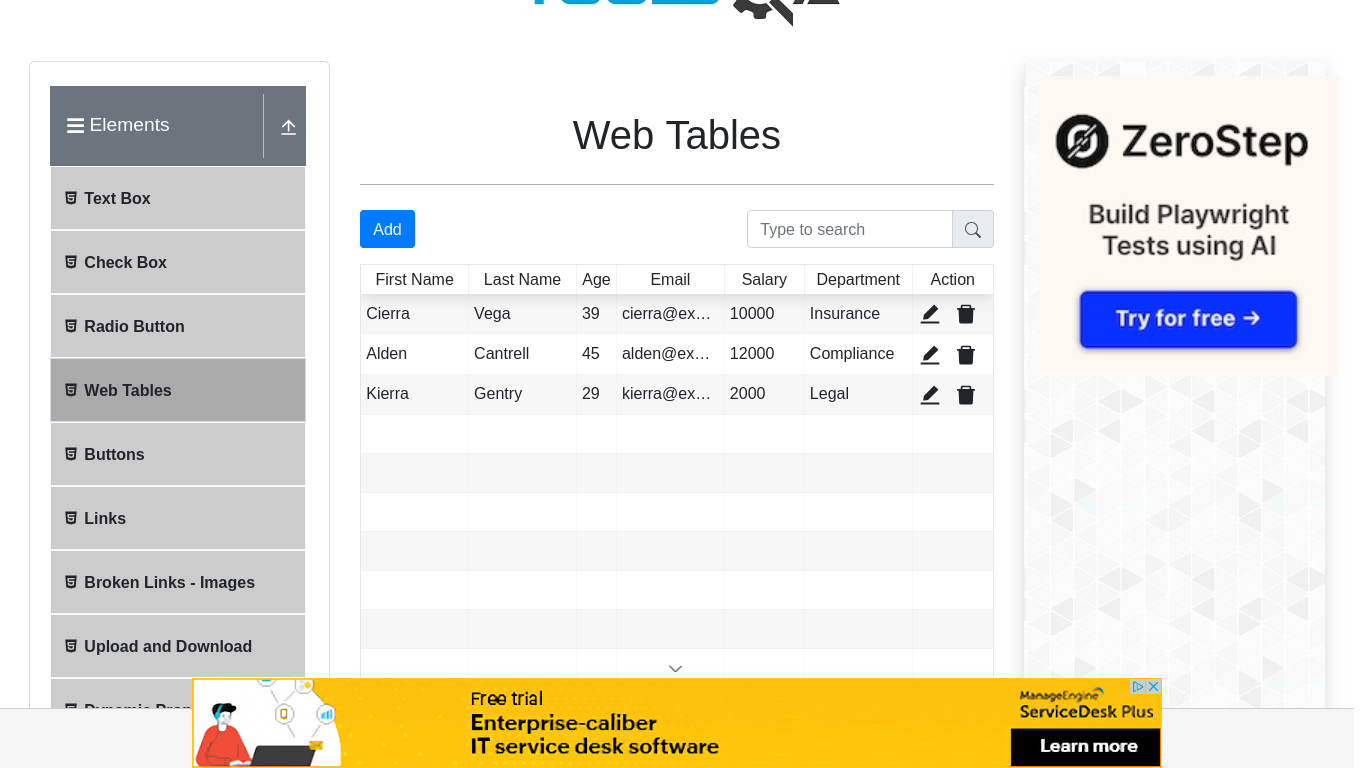 Elements
Text Box
Check Box
Radio Button
Web Tables
Buttons
Links
Broken Links - Images
Upload and Download
Web Tables
Add
Type to search
First Name Last Name Age Email Salary Department Action
Cierra Vega 39 cierra@ex… 10000 Insurance
Alden Cantrell 45 alden@ex… 12000 Compliance
Kierra Gentry 29 kierra@ex… 2000 Legal
ZeroStep
Build Playwright
Tests using AI
Try for free →
Free trial
Enterprise-caliber
IT service desk software
ManageEngine
ServiceDesk Plus
Learn more